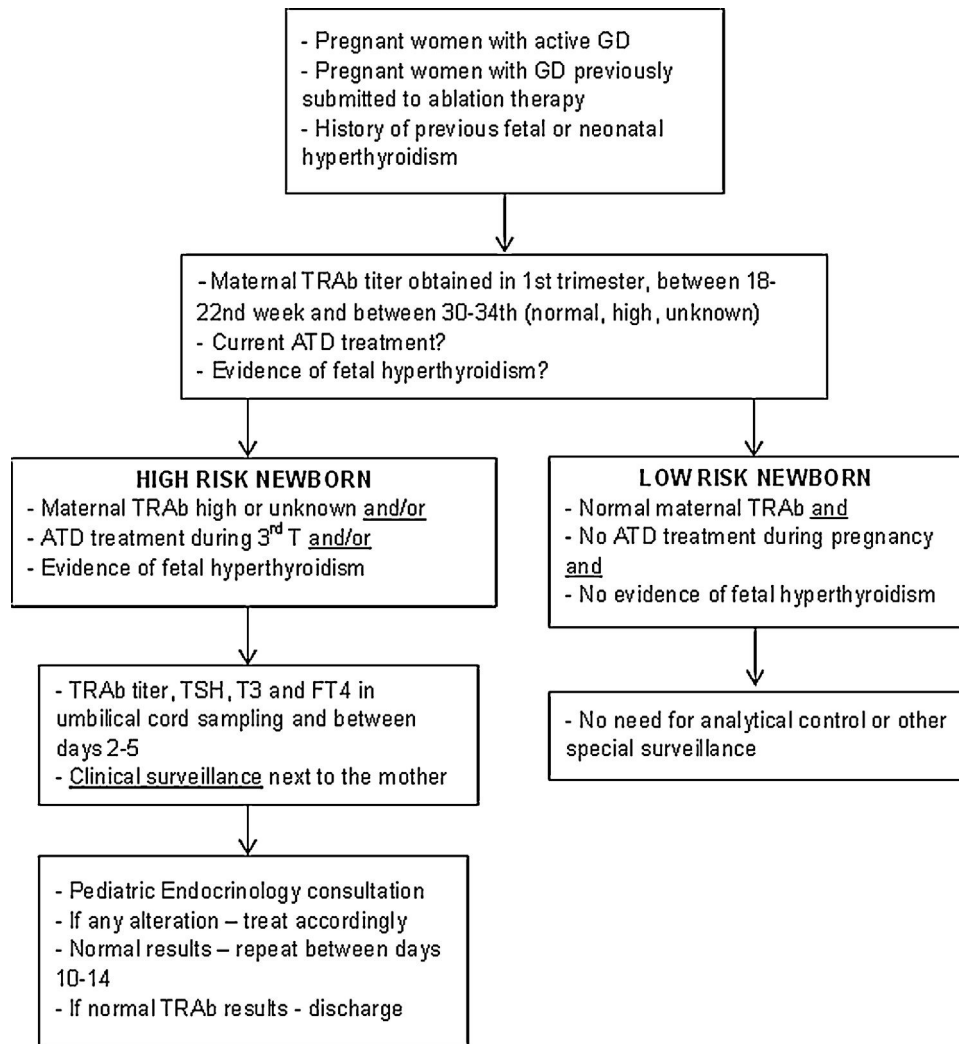 - Pregnant women with active GD
- Pregnant women with GD previously
submitted to ablation therapy
- History of previous fetal or neonatal
hyperthyroidism
- Maternal TRAb titer obtained in 1st trimester, between 18-
22nd week and between 30-34th (normal, high, unknown)
- Current ATD treatment?
- Evidence of fetal hyperthyroidism?
HIGH RISK NEWBORN
- Maternal TRAb high or unknown and/or
- ATD treatment during 3rd T and/or
- Evidence of fetal hyperthyroidism
LOW RISK NEWBORN
- Normal maternal TRAb and
- No ATD treatment during pregnancy
and
- No evidence of fetal hyperthyroidism
- TRAb titer, TSH, T3 and FT4 in
umbilical cord sampling and between
days 2-5
- Clinical surveillance next to the mother
- No need for analytical control or other
special surveillance
- Pediatric Endocrinology consultation
- If any alteration – treat accordingly
- Normal results – repeat between days
10-14
- If normal TRAb results - discharge